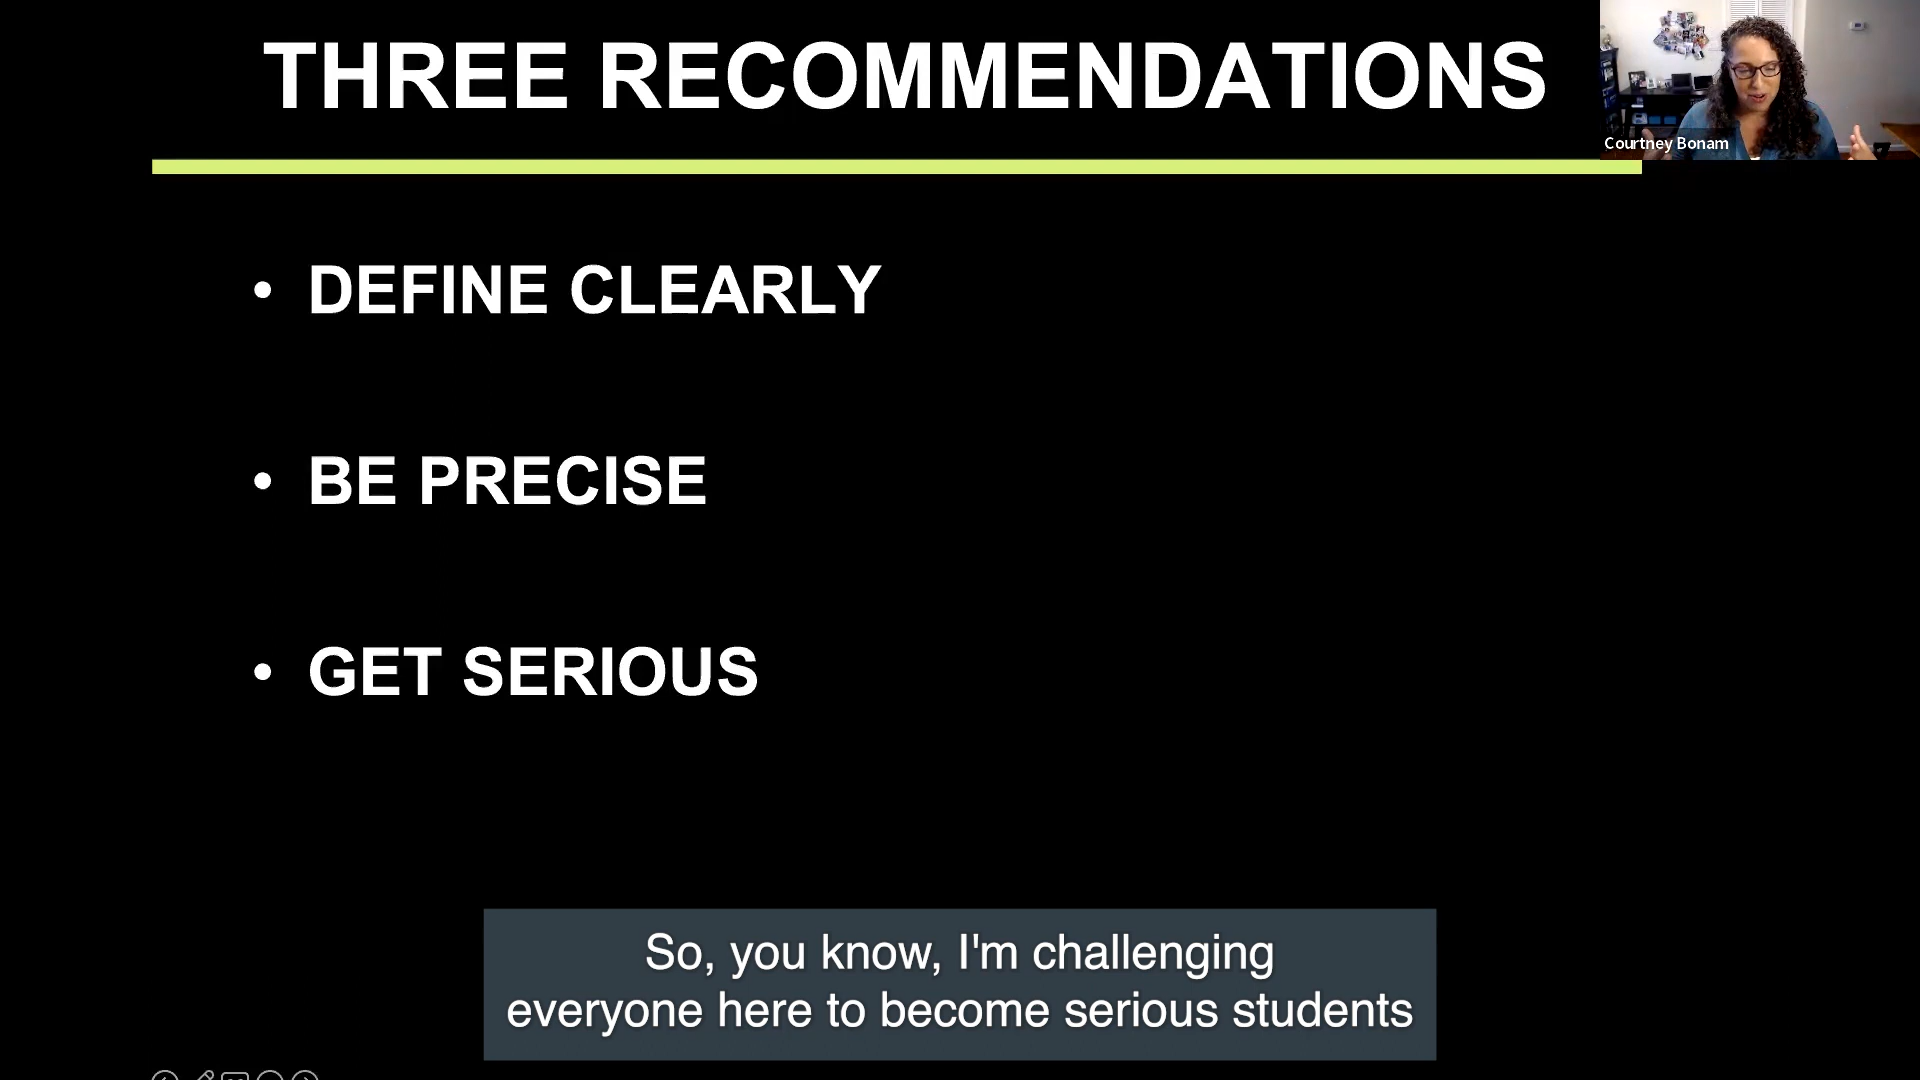 THREE RECOMMENDATIONS
Courtney Bonam
• DEFINE CLEARLY
• BE PRECISE
• GET SERIOUS
So, you know, I'm challenging
everyone here to become serious students